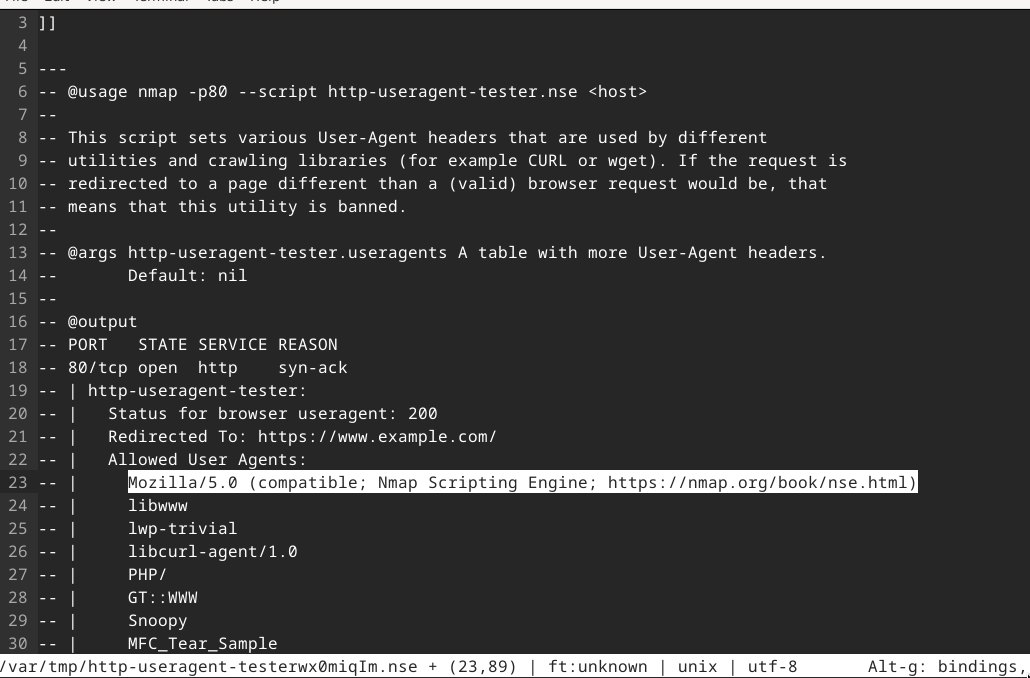 3 ]]
4
5 ---
6 -- @usage nmap -p80 --script http-useragent-tester.nse <host>
7 --
8 -- This script sets various User-Agent headers that are used by different
9 -- utilities and crawling libraries (for example CURL or wget). If the request is
10 -- redirected to a page different than a (valid) browser request would be, that
11 -- means that this utility is banned.
12 --
13 -- @args http-useragent-tester.useragents A table with more User-Agent headers.
14 --       Default: nil
15 --
16 -- @output
17 -- PORT   STATE SERVICE REASON
18 -- 80/tcp open  http    syn-ack
19 -- | http-useragent-tester:
20 -- |   Status for browser useragent: 200
21 -- |   Redirected To: https://www.example.com/
22 -- |   Allowed User Agents:
23 -- |     Mozilla/5.0 (compatible; Nmap Scripting Engine; https://nmap.org/book/nse.html)
24 -- |     libwww
25 -- |     lwp-trivial
26 -- |     libcurl-agent/1.0
27 -- |     PHP/
28 -- |     GT::WWW
29 -- |     Snoopy
30 -- |     MFC_Tear_Sample
/var/tmp/http-useragent-testerwx0miqIm.nse + (23,89) | ft:unknown | unix | utf-8       Alt-g: bindings,